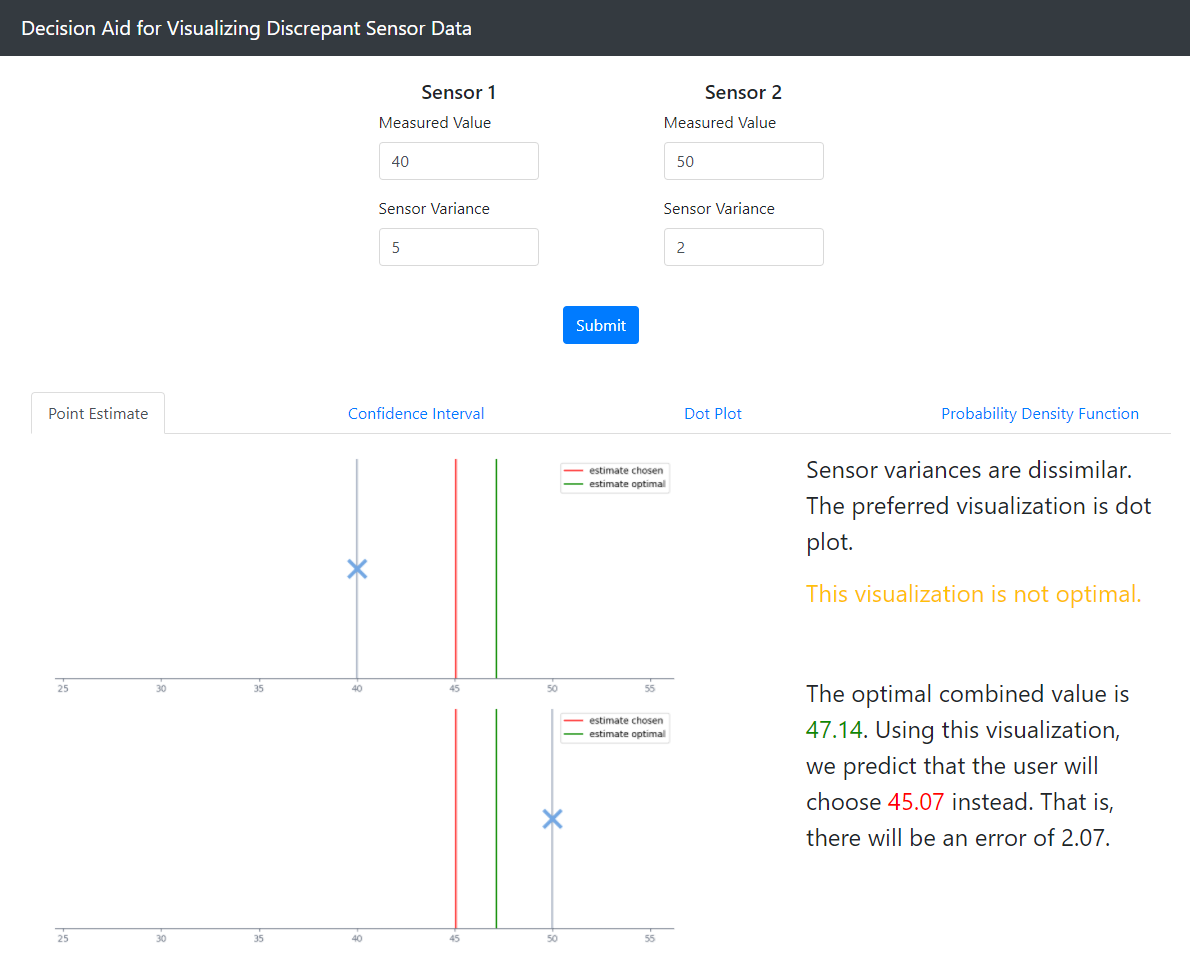 Decision Aid for Visualizing Discrepant Sensor Data
Sensor 1
Sensor 2
Measured Value
Measured Value
40
50
Sensor Variance
Sensor Variance
5
2
Submit
Point Estimate
Confidence Interval
Dot Plot
Probability Density Function
estimate chosen
estimate optimal
25 30 35 40 45 50 55
Sensor variances are dissimilar.
The preferred visualization is dot
plot.
This visualization is not optimal.
estimate chosen
estimate optimal
25 30 35 40 45 50 55
The optimal combined value is
47.14. Using this visualization,
we predict that the user will
choose 45.07 instead. That is,
there will be an error of 2.07.